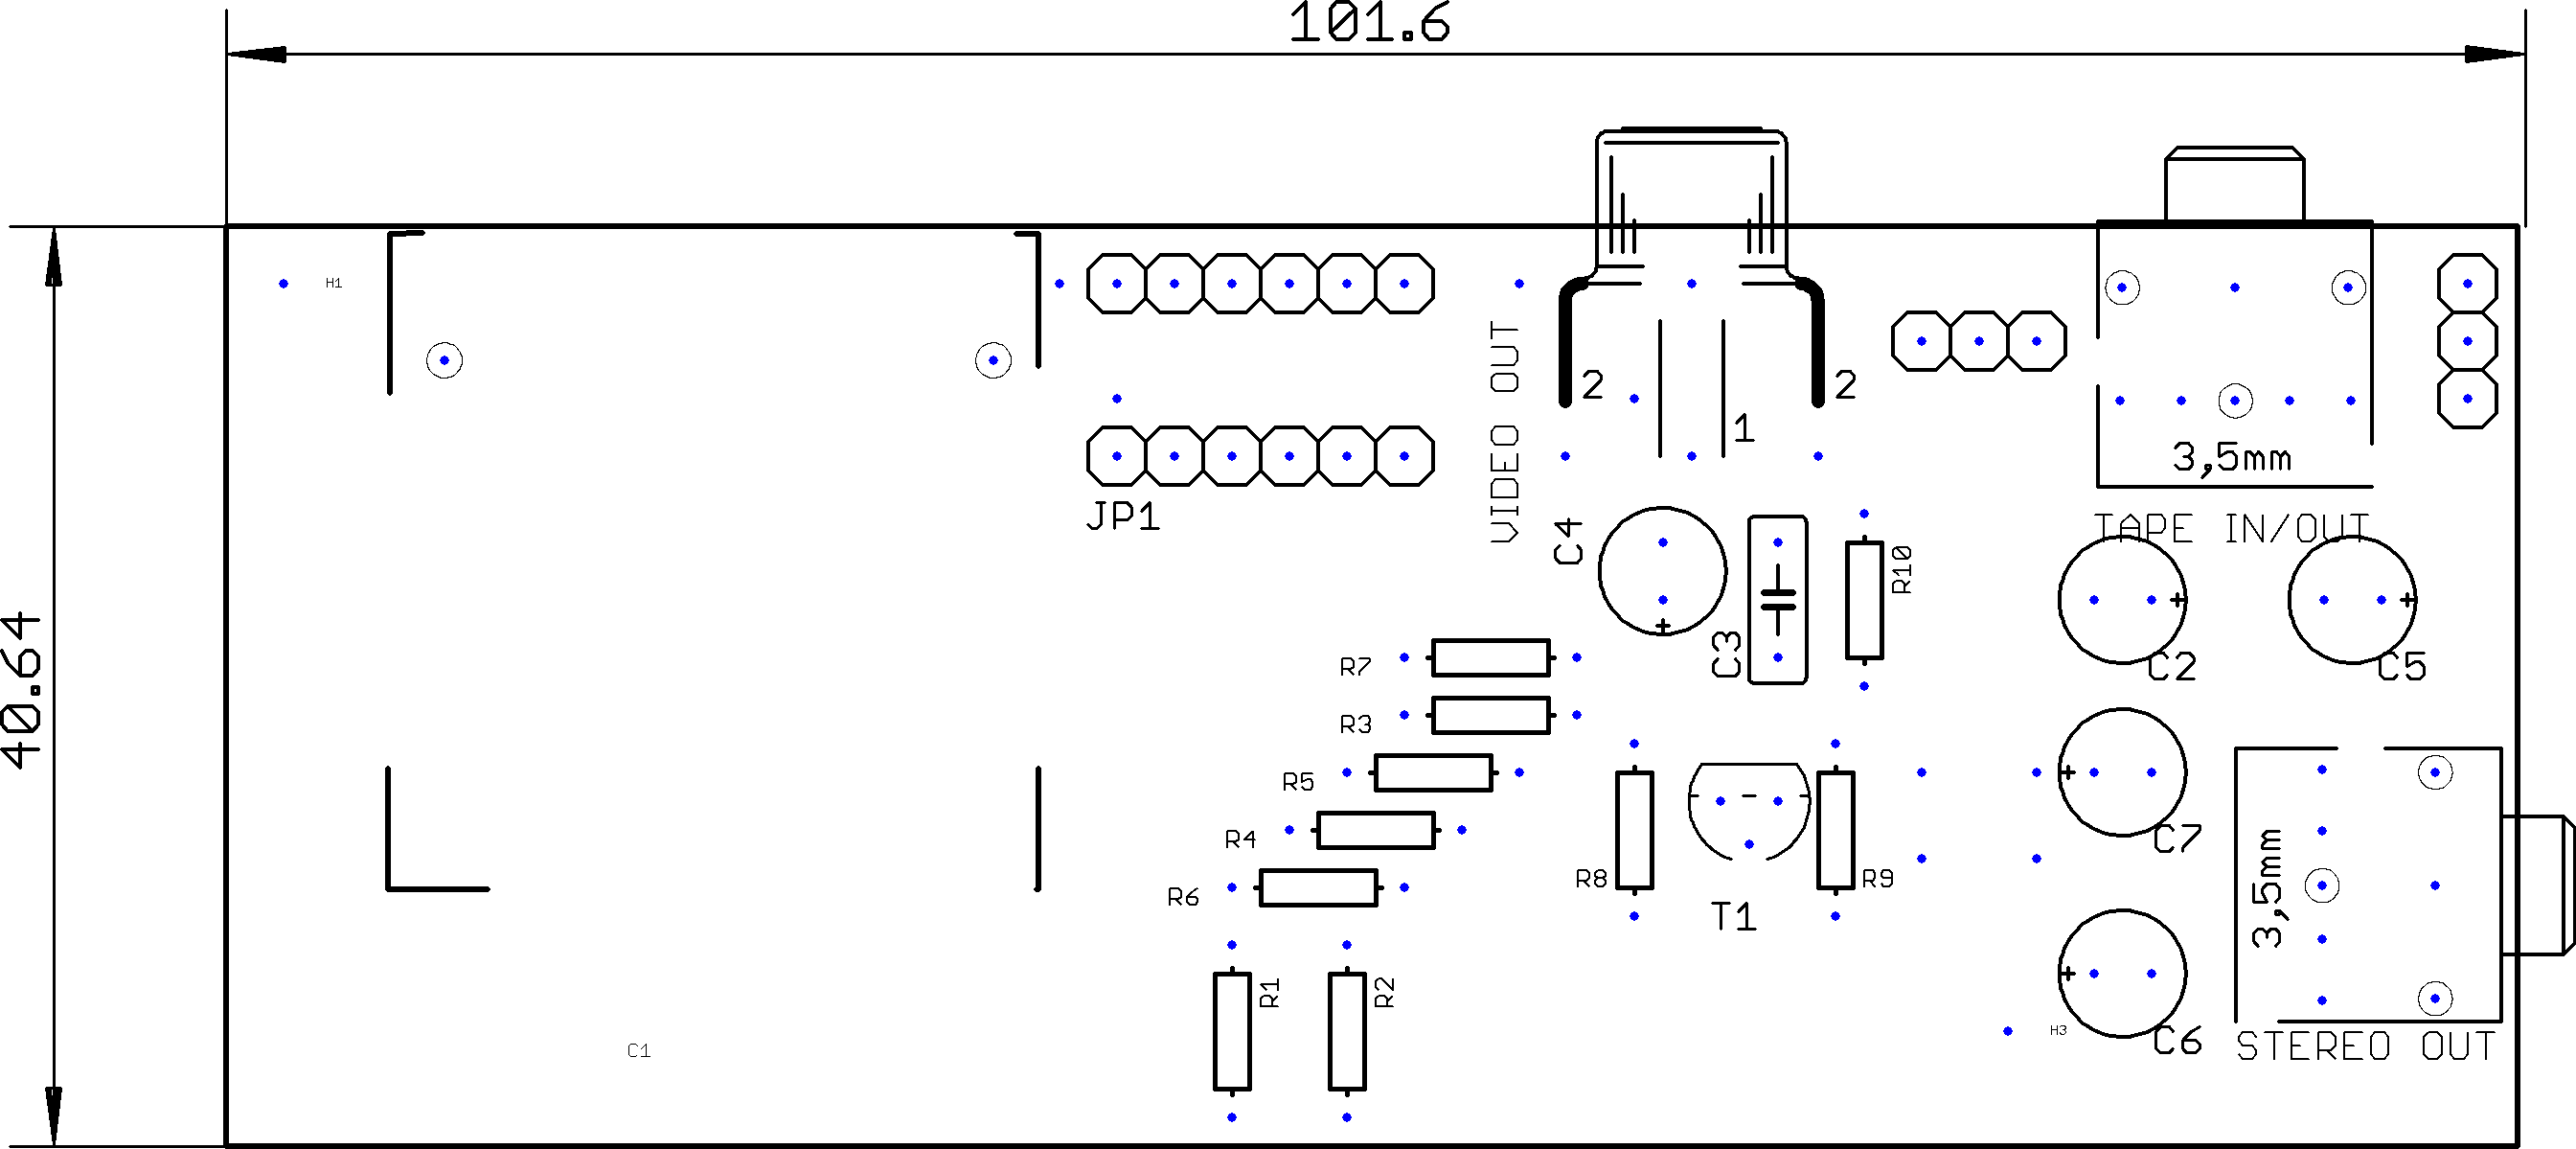 101.6
40.64
H1
VIDEO OUT
2
2
1
3,5mm
JP1
TAPE IN/OUT
C4
R10
C3
R7
C2
C5
R3
R5
R4
C7
R6
R8
R9
3,5mm
T1
R1
R2
H3
C6
STEREO OUT
C1